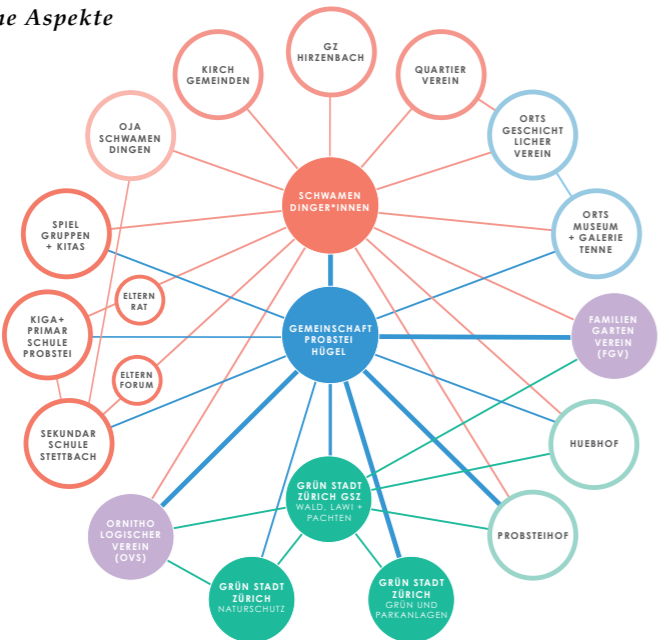 ne Aspekte
GZ
HIRZENBACH
KIRCH
GEMEINDEN
QUARTIER
VEREIN
OJA
SCHWAMEN
DINGEN
ORTS
GESCHICHT
LICHER
VEREIN
SCHWAMEN
DINGER*INNEN
SPIEL
GRUPPEN
+ KITAS
ORTS
MUSEUM
+ GALERIE
TENNE
ELTERN
RAT
KIGA+
PRIMAR
SCHULE
PROBSTEI
GEMEINSCHAFT
PROBSTEI
HÜGEL
FAMILIEN
GARTEN
VEREIN
(FGV)
ELTERN
FORUM
SEKUNDAR
SCHULE
STETTBACH
HUEBHOF
GRÜN STADT
ZÜRICH GSZ
WALD, LAWI +
PACHTEN
ORNITHO
LOGISCHER
VEREIN
(OVS)
PROBSTEIHOF
GRÜN STADT
ZÜRICH
NATURSCHUTZ
GRÜN STADT
ZÜRICH
GRÜN UND
PARKANLAGEN